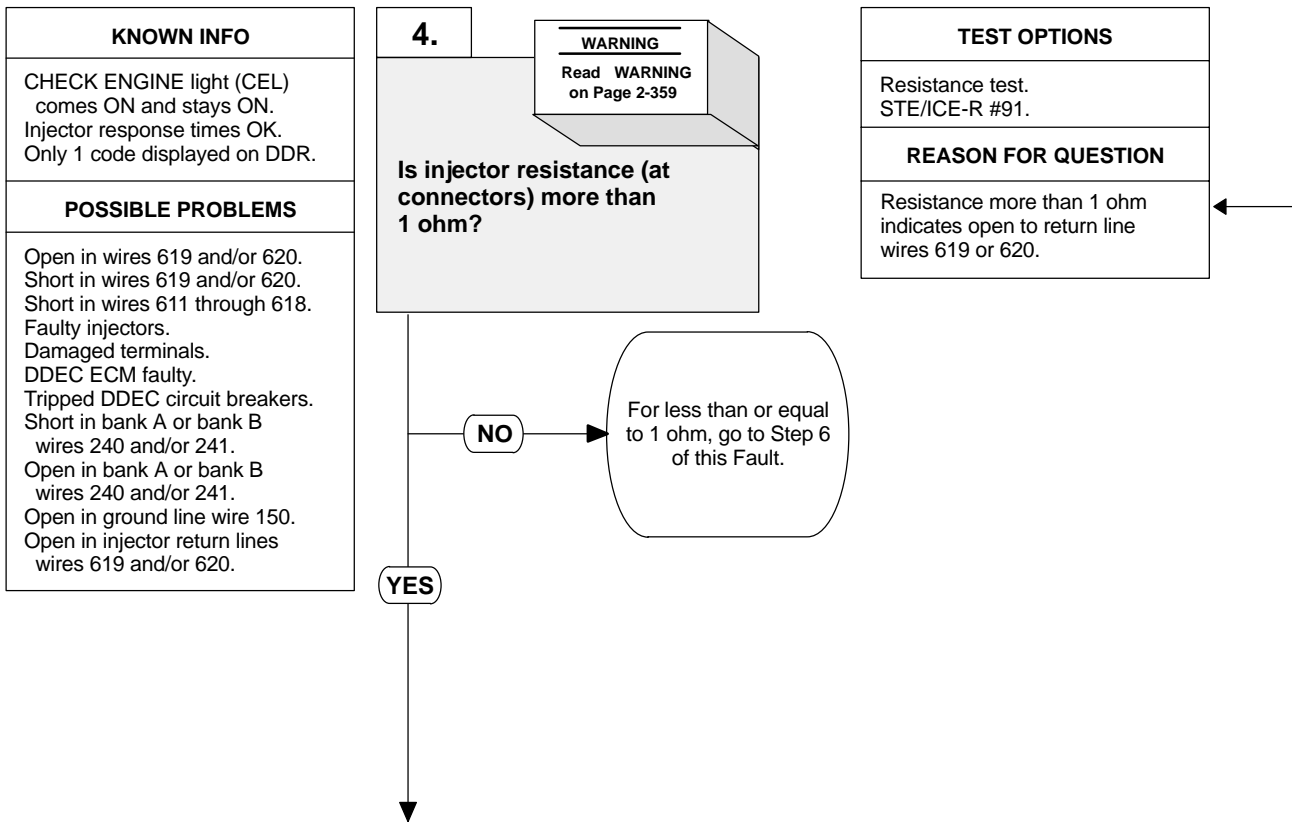 KNOWN INFO
CHECK ENGINE light (CEL)
comes ON and stays ON.
Injector response times OK.
Only 1 code displayed on DDR.
POSSIBLE PROBLEMS
Open in wires 619 and/or 620.
Short in wires 619 and/or 620.
Short in wires 611 through 618.
Faulty injectors.
Damaged terminals.
DDEC ECM faulty.
Tripped DDEC circuit breakers.
Short in bank A or bank B
wires 240 and/or 241.
Open in bank A or bank B
wires 240 and/or 241.
Open in ground line wire 150.
Open in injector return lines
wires 619 and/or 620.
4.
WARNING
Read WARNING
on Page 2-359
Is injector resistance (at
connectors) more than
1 ohm?
NO
For less than or equal
to 1 ohm, go to Step 6
of this Fault.
YES
TEST OPTIONS
Resistance test.
STE/ICE-R #91.
REASON FOR QUESTION
Resistance more than 1 ohm
indicates open to return line
wires 619 or 620.